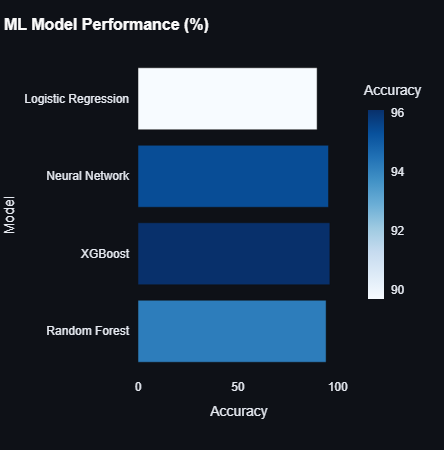 ML Model Performance (%)
Accuracy
Logistic Regression
Neural Network
XGBoost
Random Forest
Model
96
94
92
90
0 50 100
Accuracy